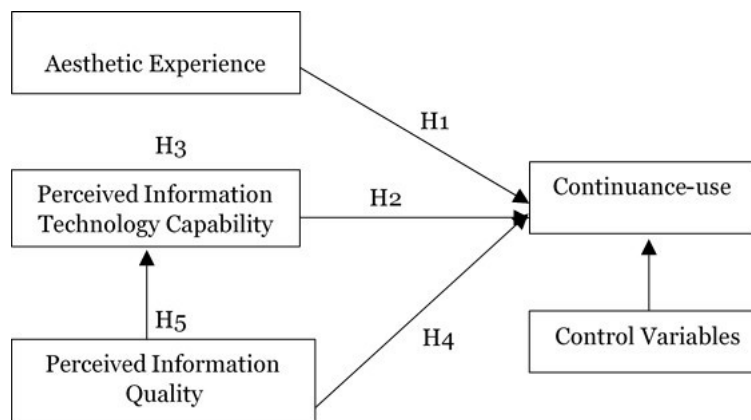 Aesthetic Experience
H1
H3
Perceived Information
Technology Capability
H2
Continuance-use
H5
H4
Control Variables
Perceived Information
Quality